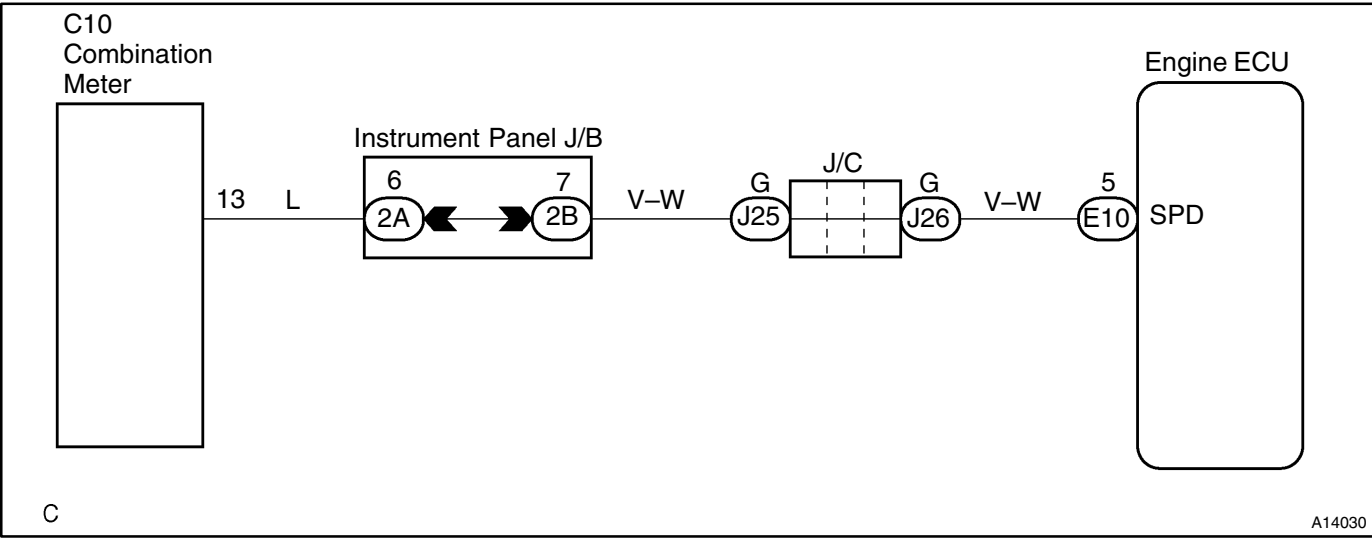 C10
Combination
Meter
Engine ECU
Instrument Panel J/B
J/C
13 L
6
2A
7
2B
V–W
G
J25
G
J26
V–W
5
E10
SPD
C
A14030